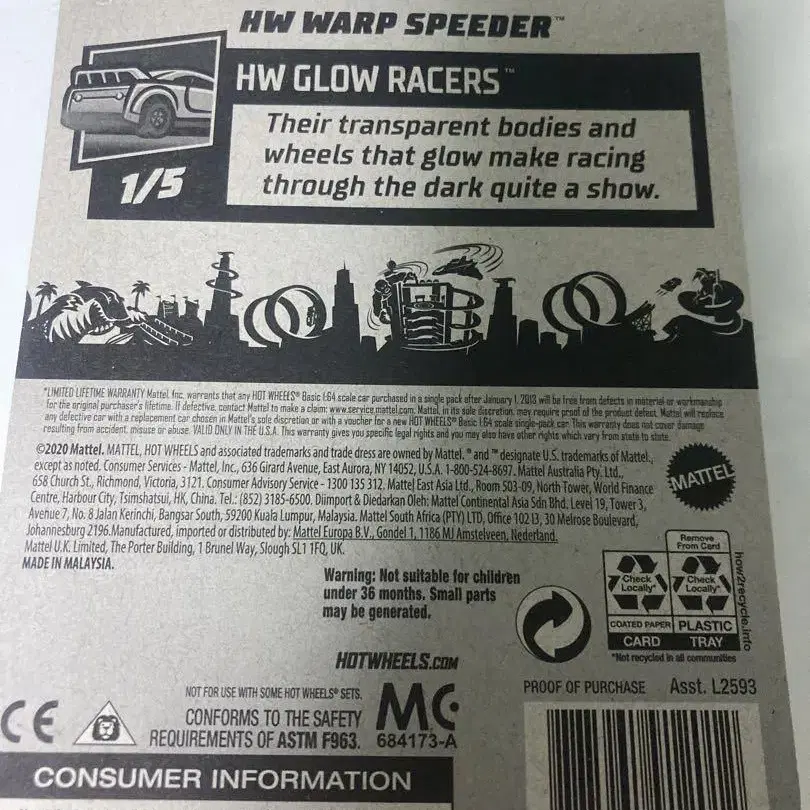 HW WARP SPEEDER™
HW GLOW RACERS™
Their transparent bodies and
wheels that glow make racing
through the dark quite a show.
1/5
*LIMITED LIFETIME WARRANTY Mattel, Inc. warrants that any HOT WHEELS® Basic 1:64 scale car purchased in a single pack after January 1, 2013 will be free from defects in material or workmanship
for the original purchaser's lifetime. If defective, contact Mattel to make a claim: www.service.mattel.com. Mattel, in its sole discretion, may require proof of the product defect. Mattel will replace
any defective car with a replacement car chosen in Mattel's sole discretion or with a voucher for a new HOT WHEELS® Basic 1:64 scale single-pack car. This warranty does not cover damage
resulting from accident, misuse or abuse. VALID ONLY IN THE U.S.A. This warranty gives you specific legal rights and you may also have other rights which vary from state to state.
©2020 Mattel. MATTEL, HOT WHEELS and associated trademarks and trade dress are owned by Mattel. ® and ™ designate U.S. trademarks of Mattel,
except as noted. Consumer Services - Mattel, Inc., 636 Girard Avenue, East Aurora, NY 14052, U.S.A. 1-800-524-8697. Mattel Australia Pty. Ltd.,
658 Church St., Richmond, Victoria, 3121. Consumer Advisory Service - 1300 135 312. Mattel East Asia Ltd., Room 503-09, North Tower, World Finance
Centre, Harbour City, Tsimshatsui, HK, China. Tel.: (852) 3185-6500. Diimport & Diedarkan Oleh: Mattel Continental Asia Sdn Bhd. Level 19, Tower 3,
Avenue 7, No. 8 Jalan Kerinchi, Bangsar South, 59200 Kuala Lumpur, Malaysia. Mattel South Africa (PTY) LTD, Office 102 I3, 30 Melrose Boulevard,
Johannesburg 2196. Manufactured, imported or distributed by: Mattel Europa B.V., Gondel 1, 1186 MJ Amstelveen, Nederland.
Mattel U.K. Limited, The Porter Building, 1 Brunel Way, Slough SL1 1FQ, UK.
MADE IN MALAYSIA.
MATTEL
Warning: Not suitable for children
under 36 months. Small parts
may be generated.
Remove
From Card
Check
Locally*
Check
Locally*
COATED PAPER
PLASTIC
CARD
TRAY
*Not recycled in all communities
how2recycle.info
HOTWHEELS.COM
NOT FOR USE WITH SOME HOT WHEELS® SETS.
CE
CONFORMS TO THE SAFETY
REQUIREMENTS OF ASTM F963.
MC
684173-A
PROOF OF PURCHASE Asst. L2593
CONSUMER INFORMATION